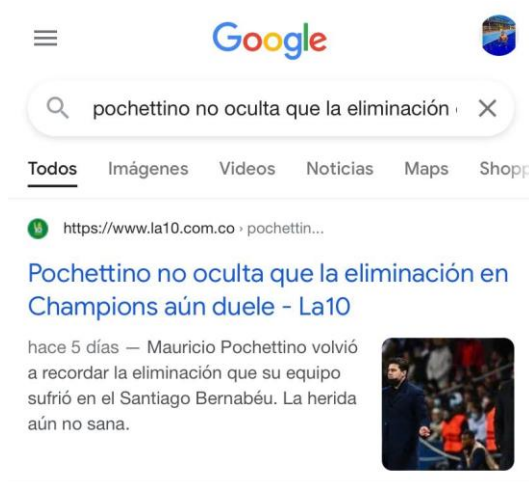 Google
pochettino no oculta que la eliminación
Todos Imágenes Videos Noticias Maps Shopp
https://www.la10.com.co › pochettin...
Pochettino no oculta que la eliminación en
Champions aún duele - La10
hace 5 días — Mauricio Pochettino volvió
a recordar la eliminación que su equipo
sufrió en el Santiago Bernabéu. La herida
aún no sana.